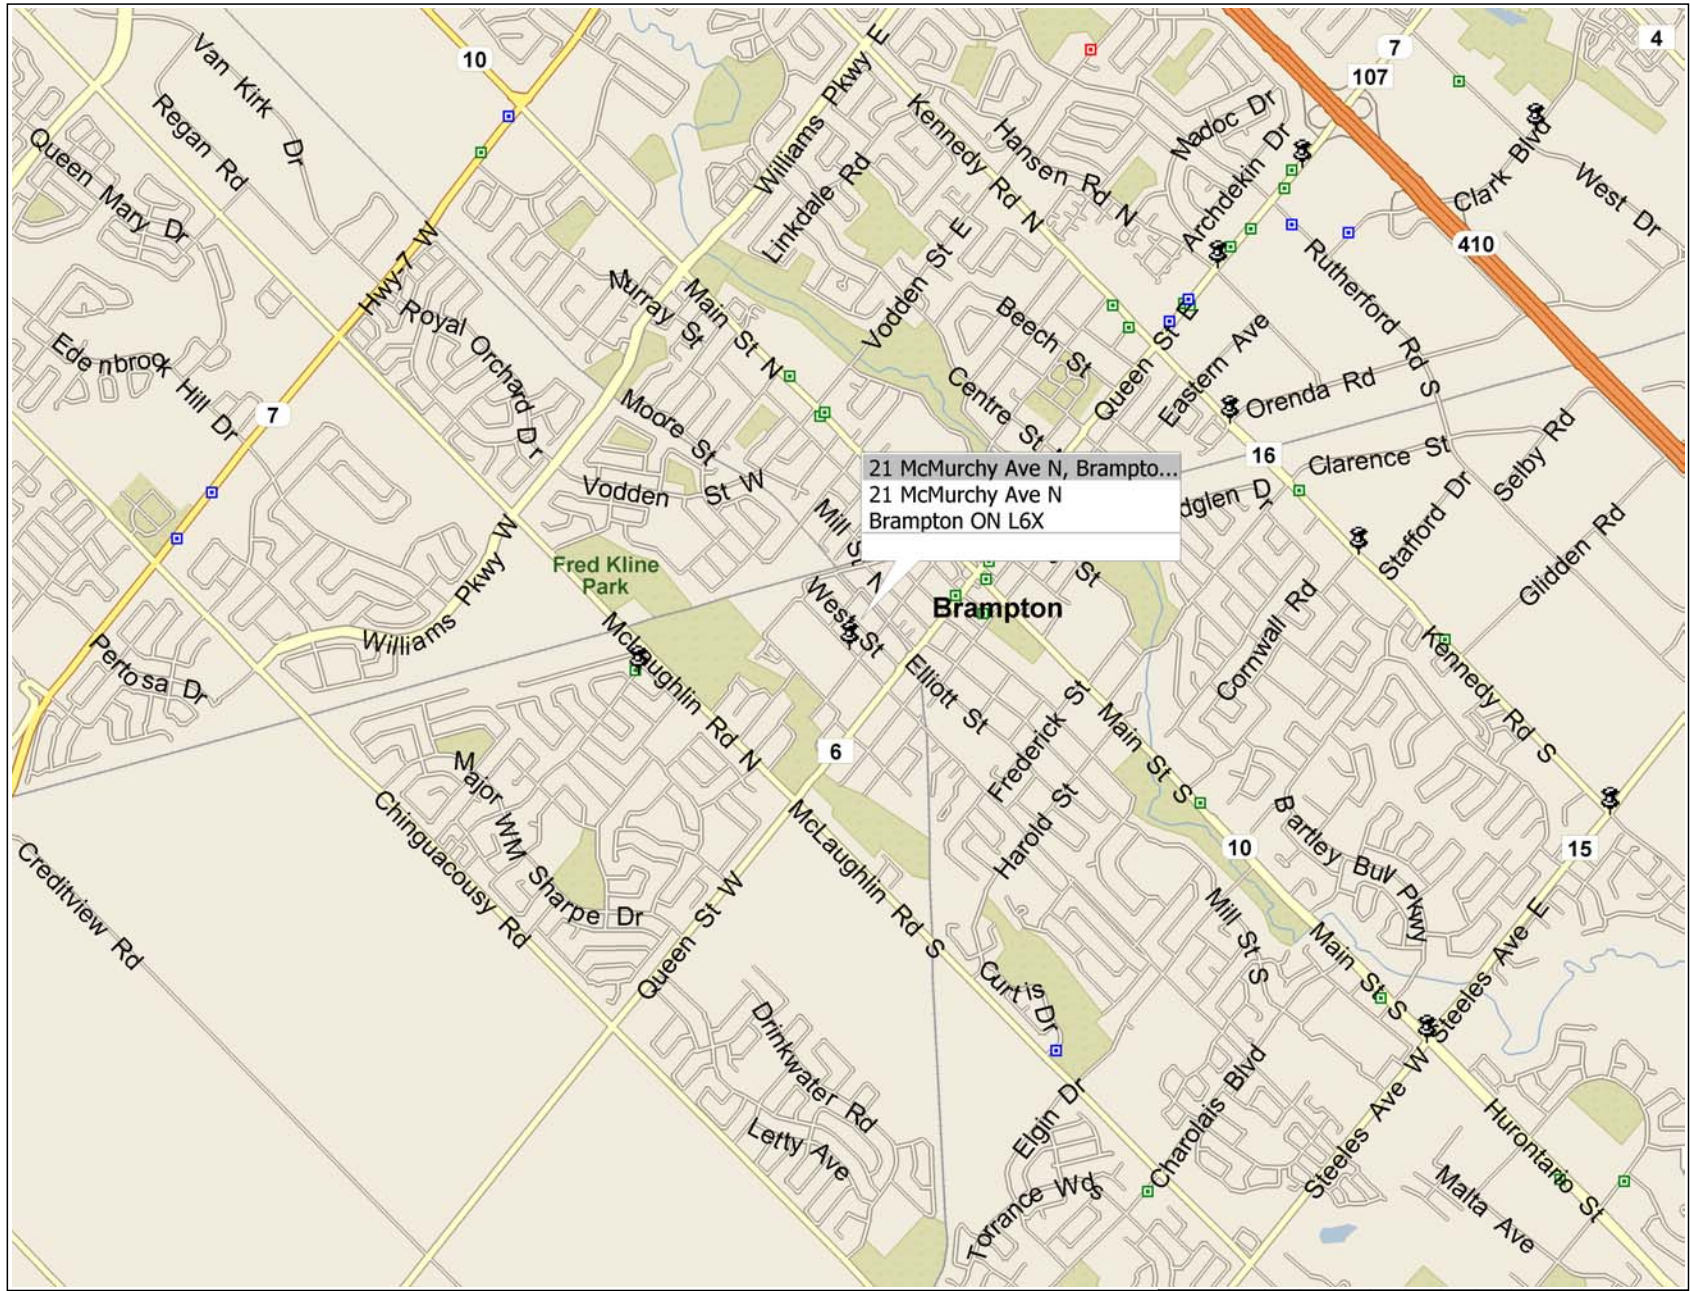 10
7
4
107
Van Kirk Dr
Regan Rd
Queen Mary Dr
Williams Pkwy E
Kennedy Rd N
Hansen Rd N
Madoc Dr
Archdekin Dr
Clark Blvd
West Dr
410
Linkdale Rd
Vodden St E
Hwy-7 W
Murray St
Main St N
Royal Orchard Dr
Beech St
Queen St E
Rutherford Rd S
Eastern Ave
Edenbrook Hill Dr
7
Centre St
Orenda Rd
Moore St
16
Clarence St
Selby Rd
Vodden St W
21 McMurchy Ave N, Brampto...
21 McMurchy Ave N
Brampton ON L6X
dglen D
Mill St N
St
Stafford Dr
Glidden Rd
Fred Kline
Park
Williams Pkwy W
West St
Brampton
Cornwall Rd
Pertosa Dr
McLaughlin Rd N
Elliott St
Kennedy Rd S
Frederick St
Main St S
6
Major WM Sharpe Dr
Chinguacousy Rd
McLaughlin Rd S
Harold St
10
Bartley Bull Pkwy
15
Creditview Rd
Queen St W
Mill St S
Main St S
Steeles Ave E
Curtis Dr
Drinkwater Rd
Letty Ave
Elgin Dr
Charolais Blvd
Steeles Ave W
Hurontario St
Torrance Wds
Malta Ave